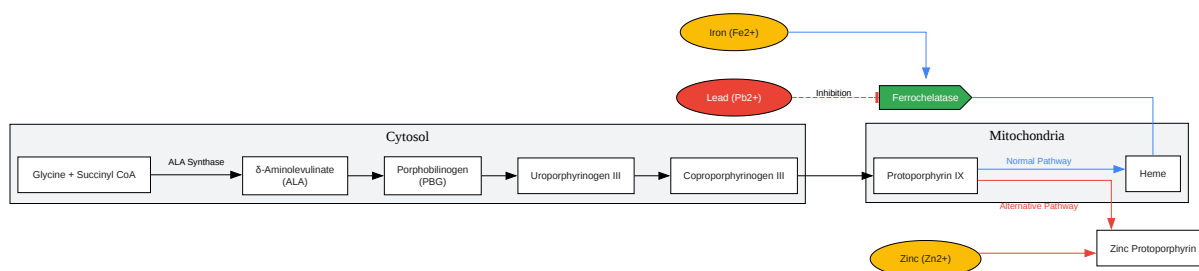 Iron (Fe2+)
Lead (Pb2+)
Inhibition
Ferrochelatase
Cytosol
Mitochondria
Glycine + Succinyl CoA
ALA Synthase
δ-Aminolevulinate
(ALA)
Porphobilinogen
(PBG)
Uroporphyrinogen III
Coproporphyrinogen III
Protoporphyrin IX
Normal Pathway
Heme
Alternative Pathway
Zinc (Zn2+)
Zinc Protoporphyrin